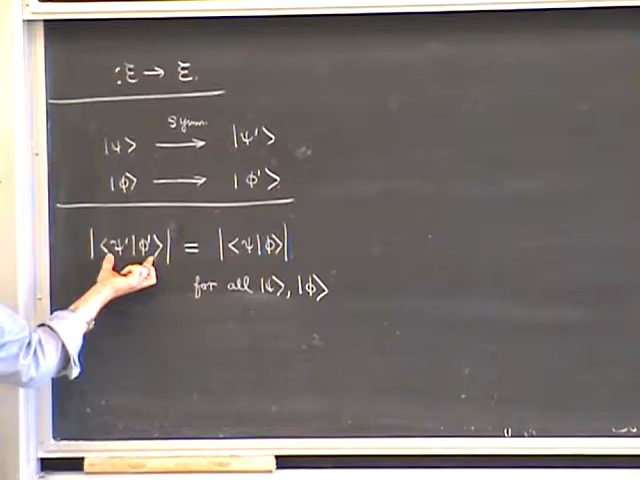 : ℰ → ℰ.
Symm
|ψ> → |ψ'>
|ϕ> → |ϕ'>
|<ψ'|ϕ'>| = |<ψ|ϕ>|
for all |ψ>, |ϕ>